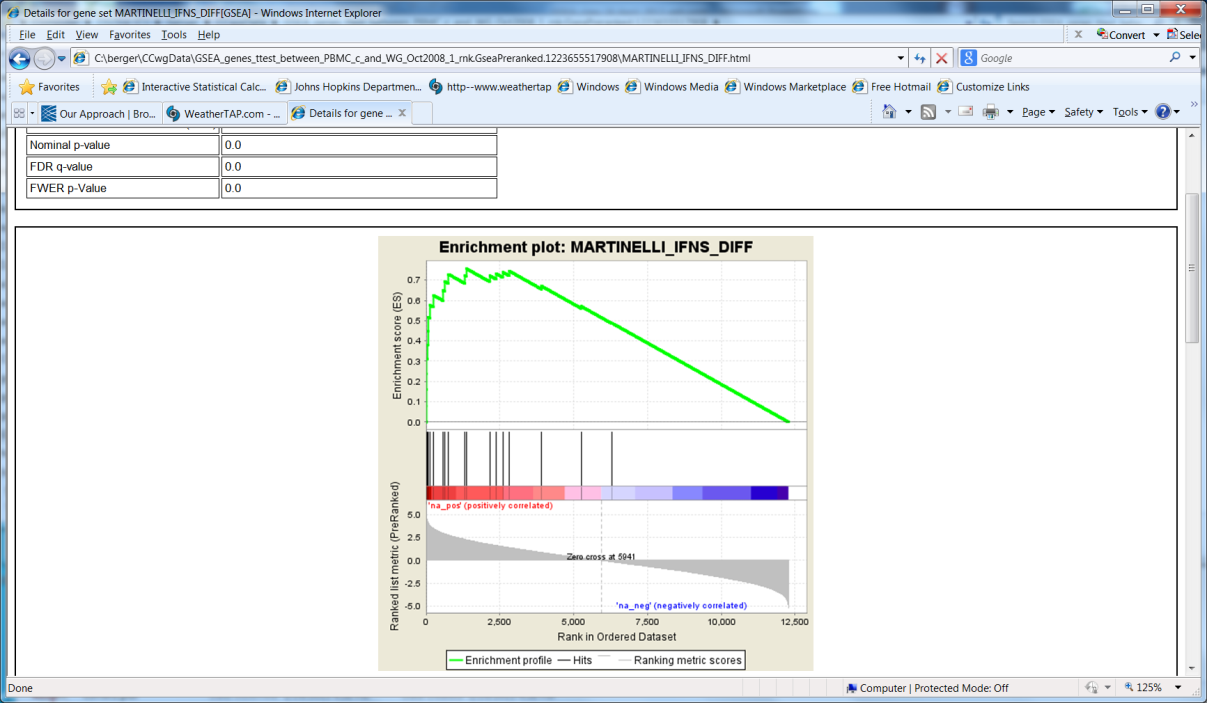 Details for gene set MARTINELLI_IFNS_DIFF[GSEA] - Windows Internet Explorer
File Edit View Favorites Tools Help
x Convert Selec
C:\berger\CCwgData\GSEA_genes_ttest_between_PBMC_c_and_WG_Oct2008_1_rnk.GseaPreranked.1223655517908\MARTINELLI_IFNS_DIFF.html
Google
Favorites Interactive Statistical Calc... Johns Hopkins Departmen... http--www.weathertap Windows Windows Media Windows Marketplace Free Hotmail Customize Links
Our Approach | Bro... WeatherTAP.com - ... Details for gene ... x Page Safety Tools
Nominal p-value 0.0
FDR q-value 0.0
FWER p-Value 0.0
Enrichment plot: MARTINELLI_IFNS_DIFF
Enrichment score (ES)
0.7
0.6
0.5
0.4
0.3
0.2
0.1
0.0
'na_pos' (positively correlated)
Ranked list metric (PreRanked)
5.0
2.5
0.0
-2.5
-5.0
Zero cross at 5941
'na_neg' (negatively correlated)
0 2,500 5,000 7,500 10,000 12,500
Rank in Ordered Dataset
Enrichment profile Hits Ranking metric scores
Done Computer | Protected Mode: Off 125%